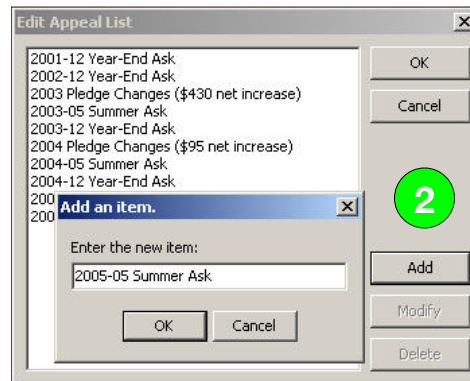 Edit Appeal List
2001-12 Year-End Ask
2002-12 Year-End Ask
2003 Pledge Changes ($430 net increase)
2003-05 Summer Ask
2003-12 Year-End Ask
2004 Pledge Changes ($95 net increase)
2004-05 Summer Ask
2004-12 Year-End Ask
200
200
OK
Cancel
2
Add
Modify
Delete
Add an item.
Enter the new item:
2005-05 Summer Ask
OK
Cancel